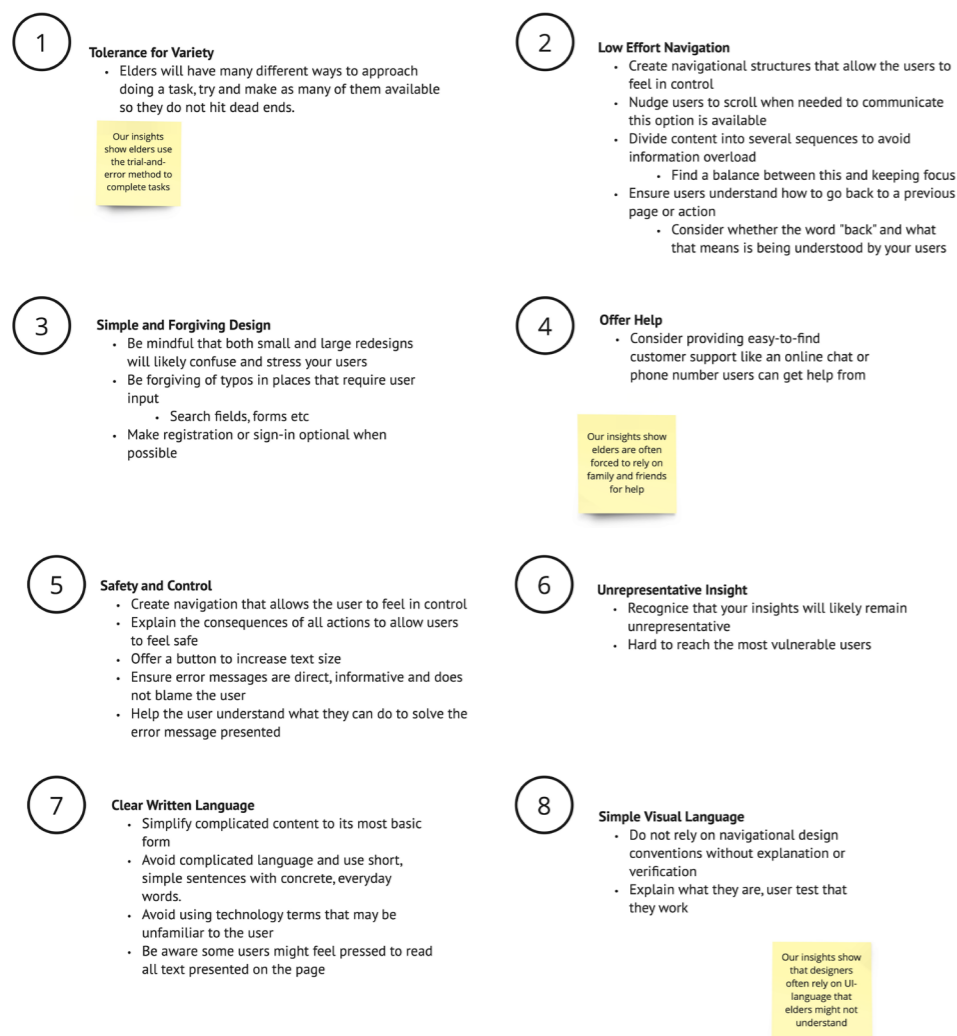 1
Tolerance for Variety
• Elders will have many different ways to approach
doing a task, try and make as many of them available
so they do not hit dead ends.
Our insights
show elders use
the trial-and-
error method to
complete tasks
2
Low Effort Navigation
• Create navigational structures that allow the users to
feel in control
• Nudge users to scroll when needed to communicate
this option is available
• Divide content into several sequences to avoid
information overload
• Find a balance between this and keeping focus
• Ensure users understand how to go back to a previous
page or action
• Consider whether the word "back" and what
that means is being understood by your users
3
Simple and Forgiving Design
• Be mindful that both small and large redesigns
will likely confuse and stress your users
• Be forgiving of typos in places that require user
input
• Search fields, forms etc
• Make registration or sign-in optional when
possible
4
Offer Help
• Consider providing easy-to-find
customer support like an online chat or
phone number users can get help from
Our insights show
elders are often
forced to rely on
family and friends
for help
5
Safety and Control
• Create navigation that allows the user to feel in control
• Explain the consequences of all actions to allow users
to feel safe
• Offer a button to increase text size
• Ensure error messages are direct, informative and does
not blame the user
• Help the user understand what they can do to solve the
error message presented
6
Unrepresentative Insight
• Recognice that your insights will likely remain
unrepresentative
• Hard to reach the most vulnerable users
7
Clear Written Language
• Simplify complicated content to its most basic
form
• Avoid complicated language and use short,
simple sentences with concrete, everyday
words.
• Avoid using technology terms that may be
unfamiliar to the user
• Be aware some users might feel pressed to read
all text presented on the page
8
Simple Visual Language
• Do not rely on navigational design
conventions without explanation or
verification
• Explain what they are, user test that
they work
Our insights show
that designers
often rely on UI-
language that
elders might not
understand